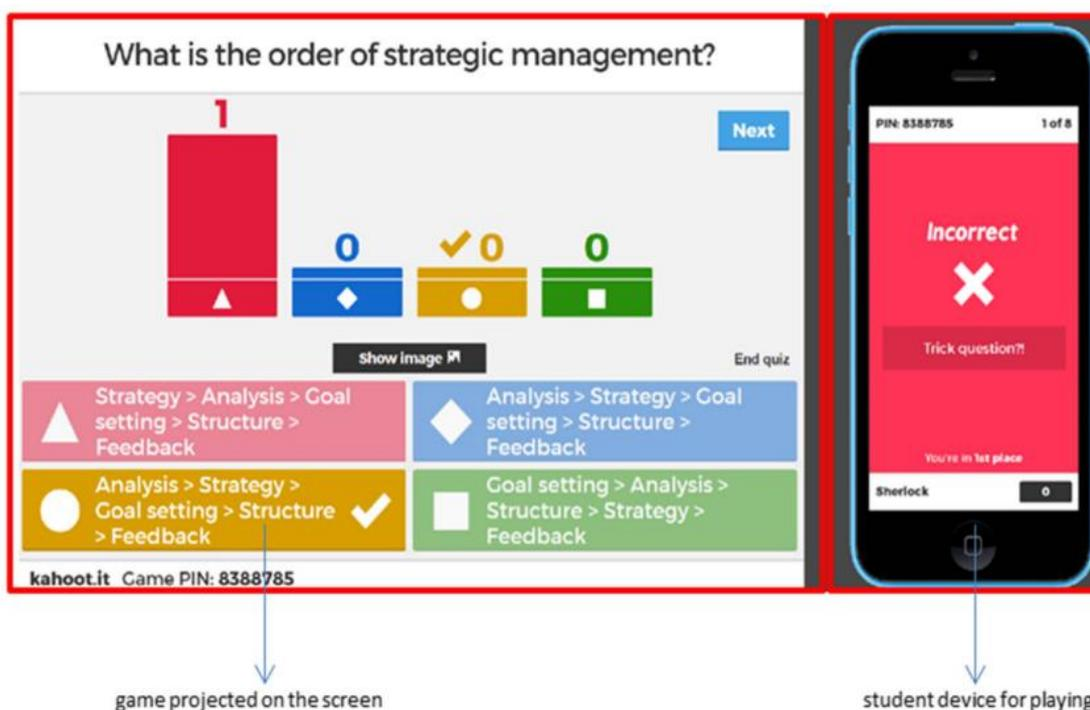 What is the order of strategic management?
1
Next
0
0
0
Show image
End quiz
Strategy > Analysis > Goal
setting > Structure >
Feedback
Analysis > Strategy > Goal
setting > Structure >
Feedback
Analysis > Strategy >
Goal setting > Structure
> Feedback
Goal setting > Analysis >
Structure > Strategy >
Feedback
kahoot.it Game PIN: 8388785
PIN: 8388785 1 of 8
Incorrect
Trick question?!
You're in 1st place
Sherlock 0
game projected on the screen
student device for playing